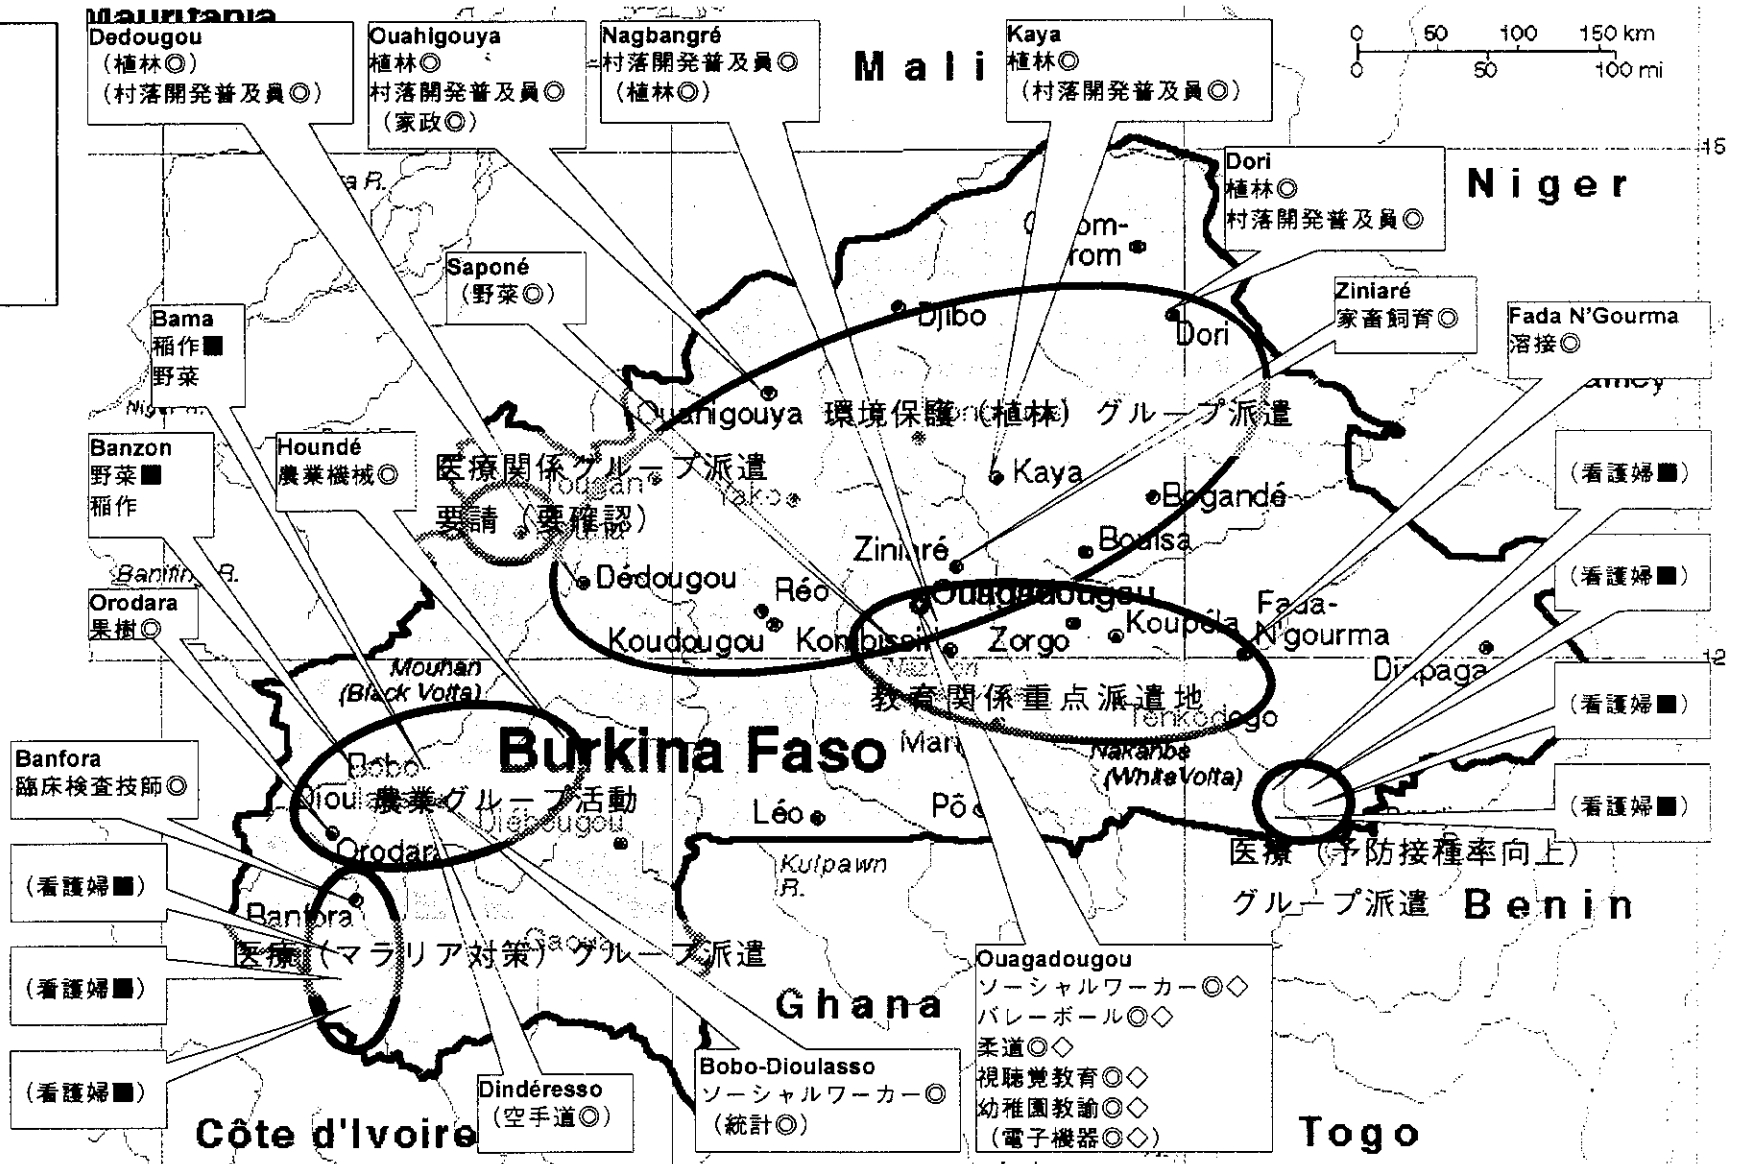 Mauritania
Dedougou
(植林◎)
(村落開発普及員◎)
Ouahigouya
植林◎
村落開発普及員◎
(家政◎)
Nagbangré
村落開発普及員◎
(植林◎)
Mali
Kaya
植林◎
(村落開発普及員◎)
0 50 100 150 km
0 50 100 mi
15
Dori
植林◎
村落開発普及員◎
Niger
Saponé
(野菜◎)
Ziniaré
家畜飼育◎
Fada N'Gourma
溶接◎
Bama
稲作■
野菜
Djibo
Dori
Ouahigouya
環境保護(植林)グループ派遣
Banzon
野菜■
稲作
Houndé
農業機械◎
医療関係グループ派遣
要請(要確認)
Tougan
Yako
Kaya
Bogandé
(看護婦■)
(看護婦■)
(看護婦■)
(看護婦■)
Ziniaré
Boulsa
Banifing R.
Orodara
果樹◎
Dédougou
Réo
Ouagadougou
Koudougou
Kombissiri
Zorgo
Koupéla
Fada-
N'gourma
Diapaga
12
Mouhan
(Black Volta)
教育関係重点派遣地
Tenkodogo
Burkina Faso
Nakanbe
(White Volta)
Banfora
臨床検査技師◎
Bobo-
Dioul
農業グループ活動
Diébougou
Léo
Pô
Orodara
Kulpawn
R.
医療(予防接種率向上)
グループ派遣
Benin
(看護婦■)
(看護婦■)
(看護婦■)
Banfora
医療(マラリア対策)グループ派遣
Ghana
Ouagadougou
ソーシャルワーカー◎◇
バレーボール◎◇
柔道◎◇
視聴覚教育◎◇
幼稚園教諭◎◇
(電子機器◎◇)
Bobo-Dioulasso
ソーシャルワーカー◎
(統計◎)
Dindéresso
(空手道◎)
Côte d'Ivoire
Togo